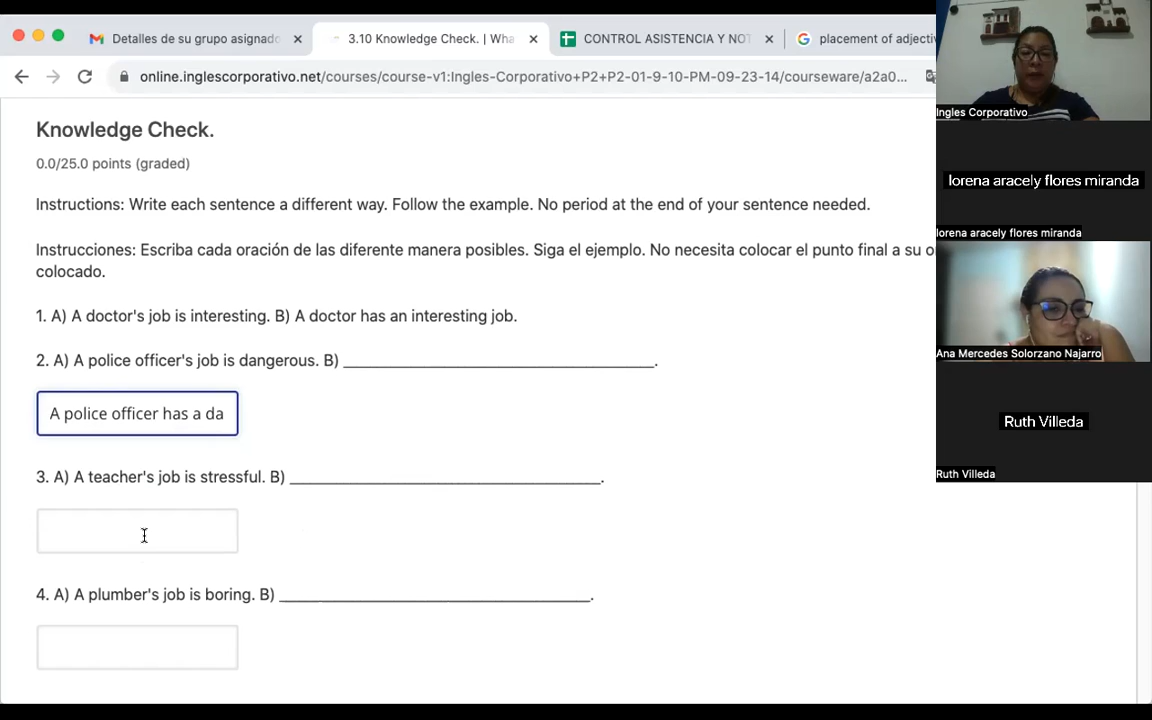 Detalles de su grupo asignado
3.10 Knowledge Check. | Wha
CONTROL ASISTENCIA Y NOT
placement of adjectiv
online.inglescorporativo.net/courses/course-v1:Ingles-Corporativo+P2+P2-01-9-10-PM-09-23-14/courseware/a2a0...
Knowledge Check.
0.0/25.0 points (graded)
Instructions: Write each sentence a different way. Follow the example. No period at the end of your sentence needed.
Instrucciones: Escriba cada oración de las diferente manera posibles. Siga el ejemplo. No necesita colocar el punto final a su o
colocado.
1. A) A doctor's job is interesting. B) A doctor has an interesting job.
2. A) A police officer's job is dangerous. B) ___________________________________.
A police officer has a da
3. A) A teacher's job is stressful. B) ___________________________________.
4. A) A plumber's job is boring. B) ___________________________________.
Ingles Corporativo
lorena aracely flores miranda
lorena aracely flores miranda
Ana Mercedes Solorzano Najarro
Ruth Villeda
Ruth Villeda